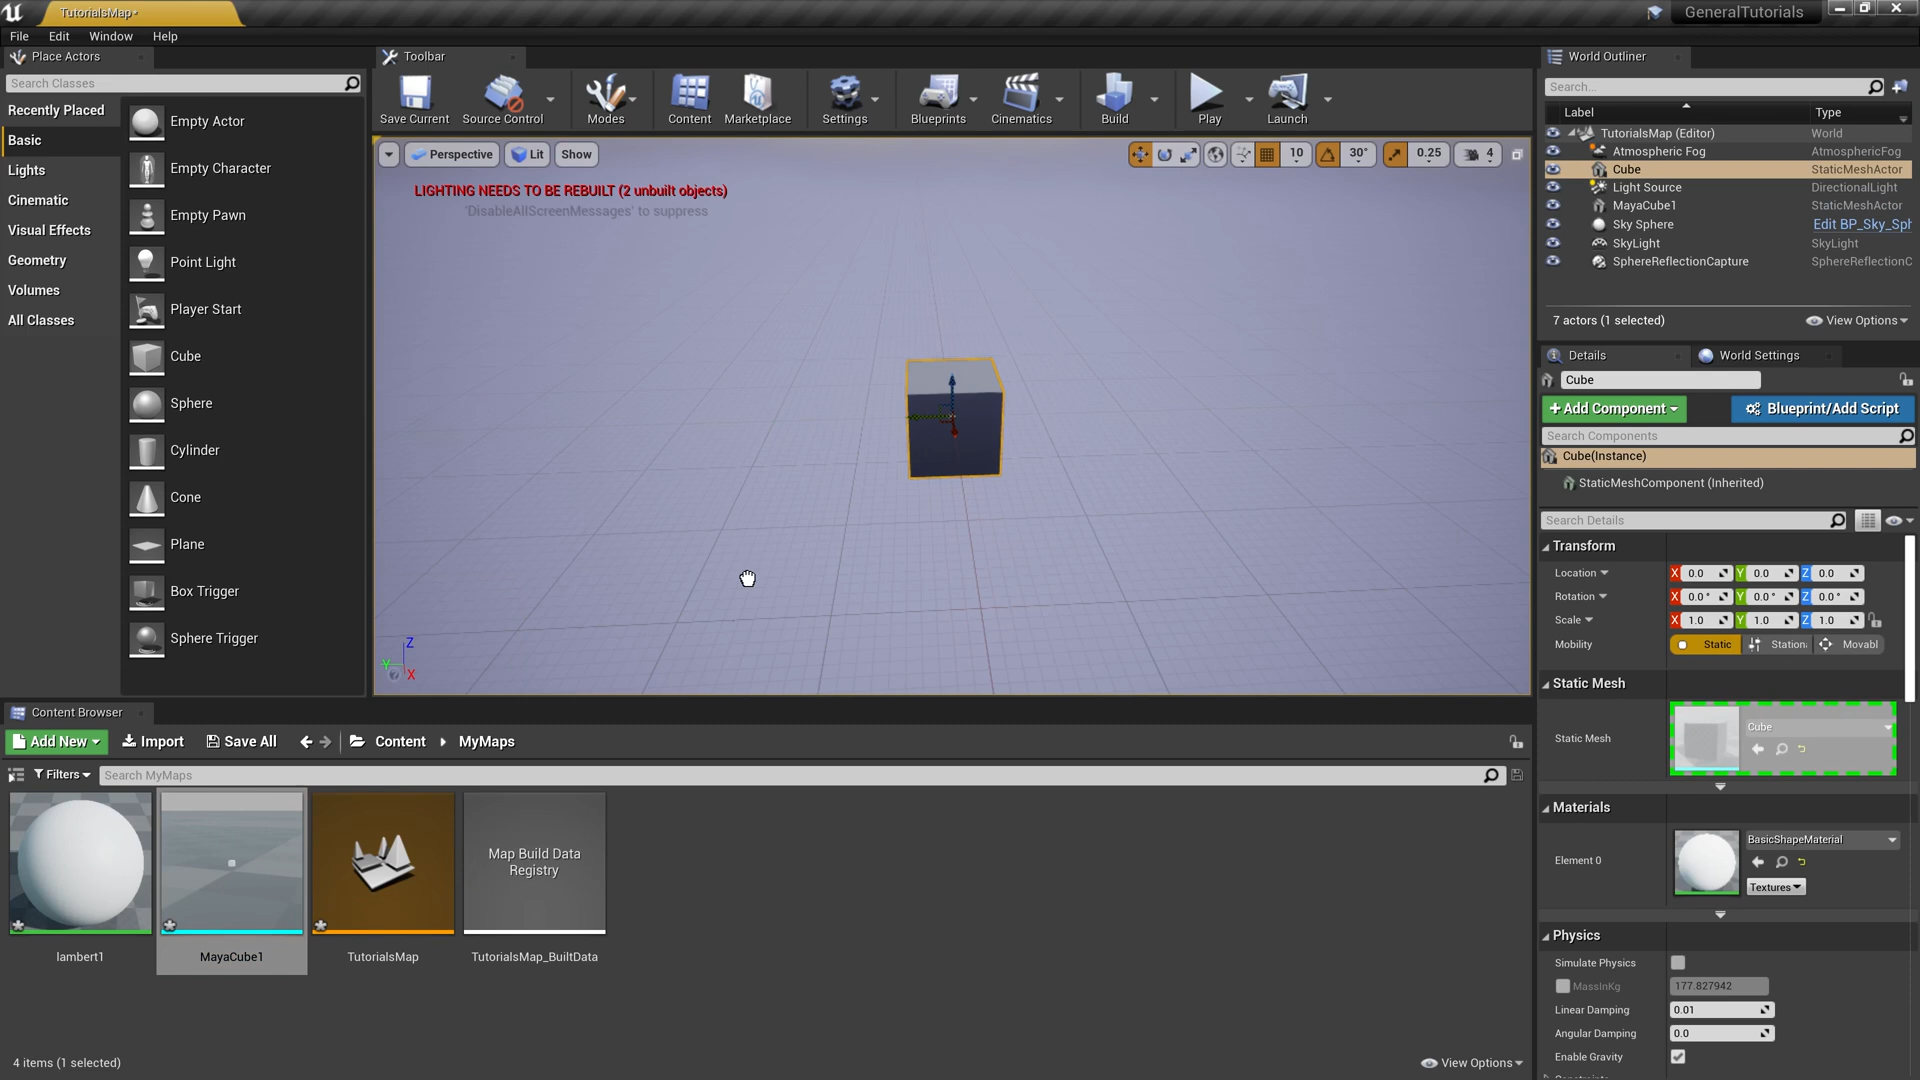 TutorialsMap•
GeneralTutorials
File Edit Window Help
Place Actors
Search Classes
Recently Placed
Basic
Lights
Cinematic
Visual Effects
Geometry
Volumes
All Classes
Empty Actor
Empty Character
Empty Pawn
Point Light
Player Start
Cube
Sphere
Cylinder
Cone
Plane
Box Trigger
Sphere Trigger
Toolbar
Save Current Source Control Modes Content Marketplace Settings Blueprints Cinematics Build Play Launch
Perspective Lit Show 10 30° 0.25 4
LIGHTING NEEDS TO BE REBUILT (2 unbuilt objects)
'DisableAllScreenMessages' to suppress
Z
Y
X
World Outliner
Search...
Label Type
TutorialsMap (Editor) World
Atmospheric Fog AtmosphericFog
Cube StaticMeshActor
Light Source DirectionalLight
MayaCube1 StaticMeshActor
Sky Sphere Edit BP_Sky_Sph
SkyLight SkyLight
SphereReflectionCapture SphereReflectionC
7 actors (1 selected) View Options
Details World Settings
Cube
+ Add Component Blueprint/Add Script
Search Components
Cube(Instance)
StaticMeshComponent (Inherited)
Search Details
Transform
Location X 0.0 Y 0.0 Z 0.0
Rotation X 0.0 ° Y 0.0 ° Z 0.0 °
Scale X 1.0 Y 1.0 Z 1.0
Mobility Static Station Movabl
Static Mesh
Static Mesh Cube
Materials
Element 0 BasicShapeMaterial
Textures
Physics
Simulate Physics
MassInKg 177.827942
Linear Damping 0.01
Angular Damping 0.0
Enable Gravity
Content Browser
Add New Import Save All Content MyMaps
Filters Search MyMaps
Map Build Data
Registry
lambert1 MayaCube1 TutorialsMap TutorialsMap_BuiltData
4 items (1 selected) View Options